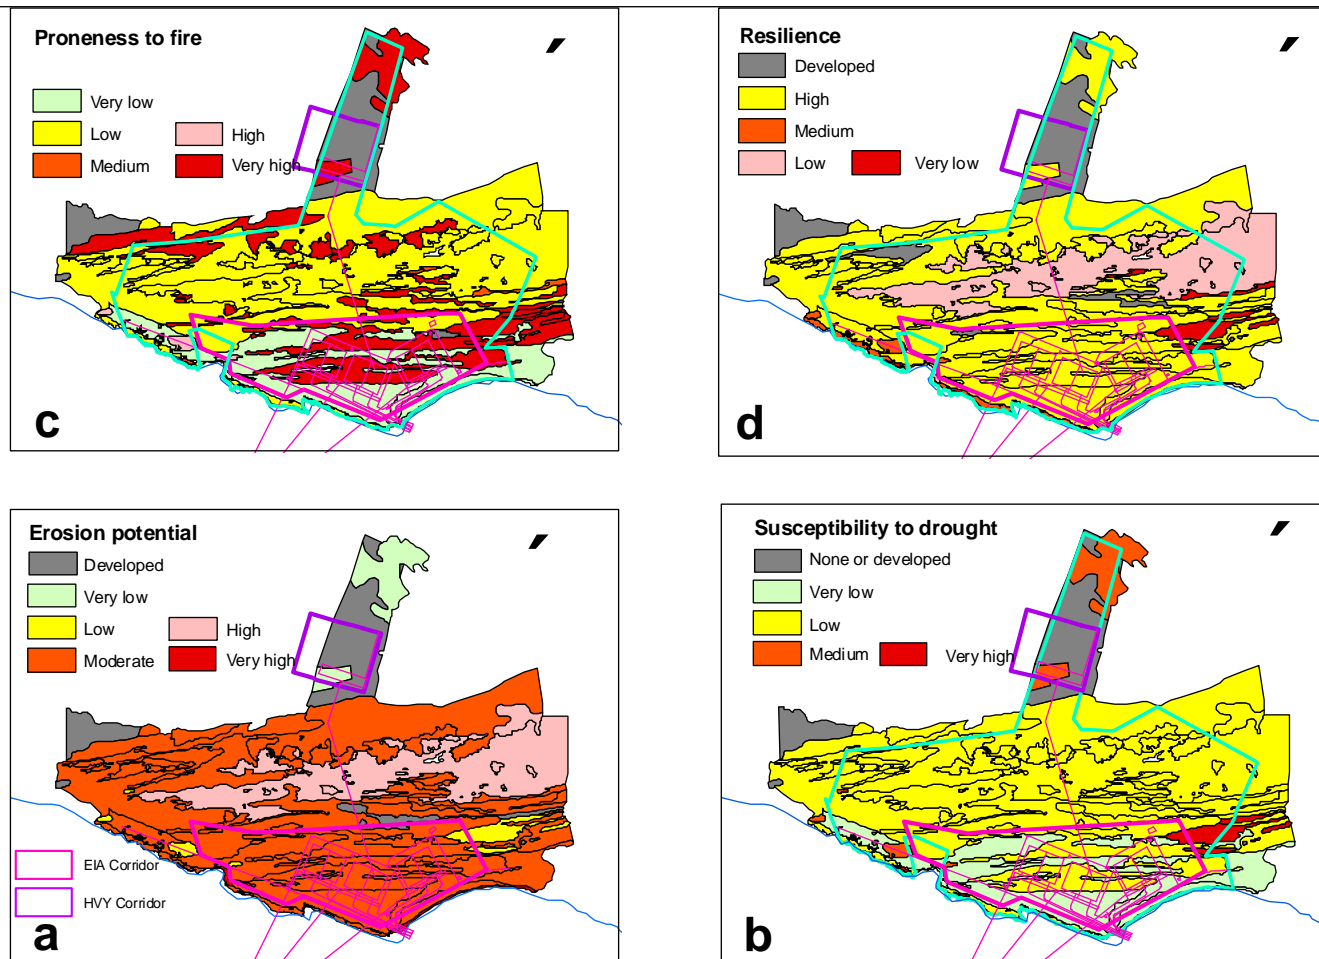 Proneness to fire
Very low
Low
High
Medium
Very high
c
Resilience
Developed
High
Medium
Low
Very low
d
Erosion potential
Developed
Very low
Low
High
Moderate
Very high
EIA Corridor
HVY Corridor
a
Susceptibility to drought
None or developed
Very low
Low
Medium
Very high
b